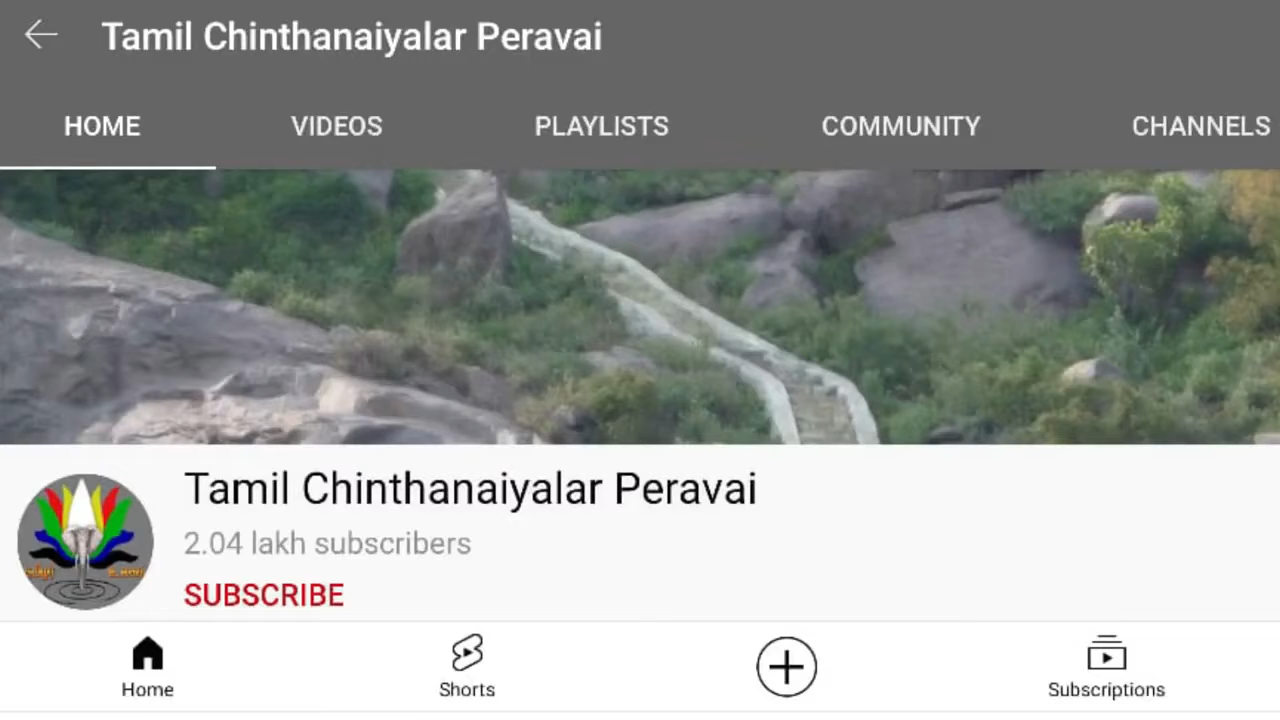 Tamil Chinthanaiyalar Peravai
HOME VIDEOS PLAYLISTS COMMUNITY CHANNELS
Tamil Chinthanaiyalar Peravai
2.04 lakh subscribers
SUBSCRIBE
Home Shorts Subscriptions